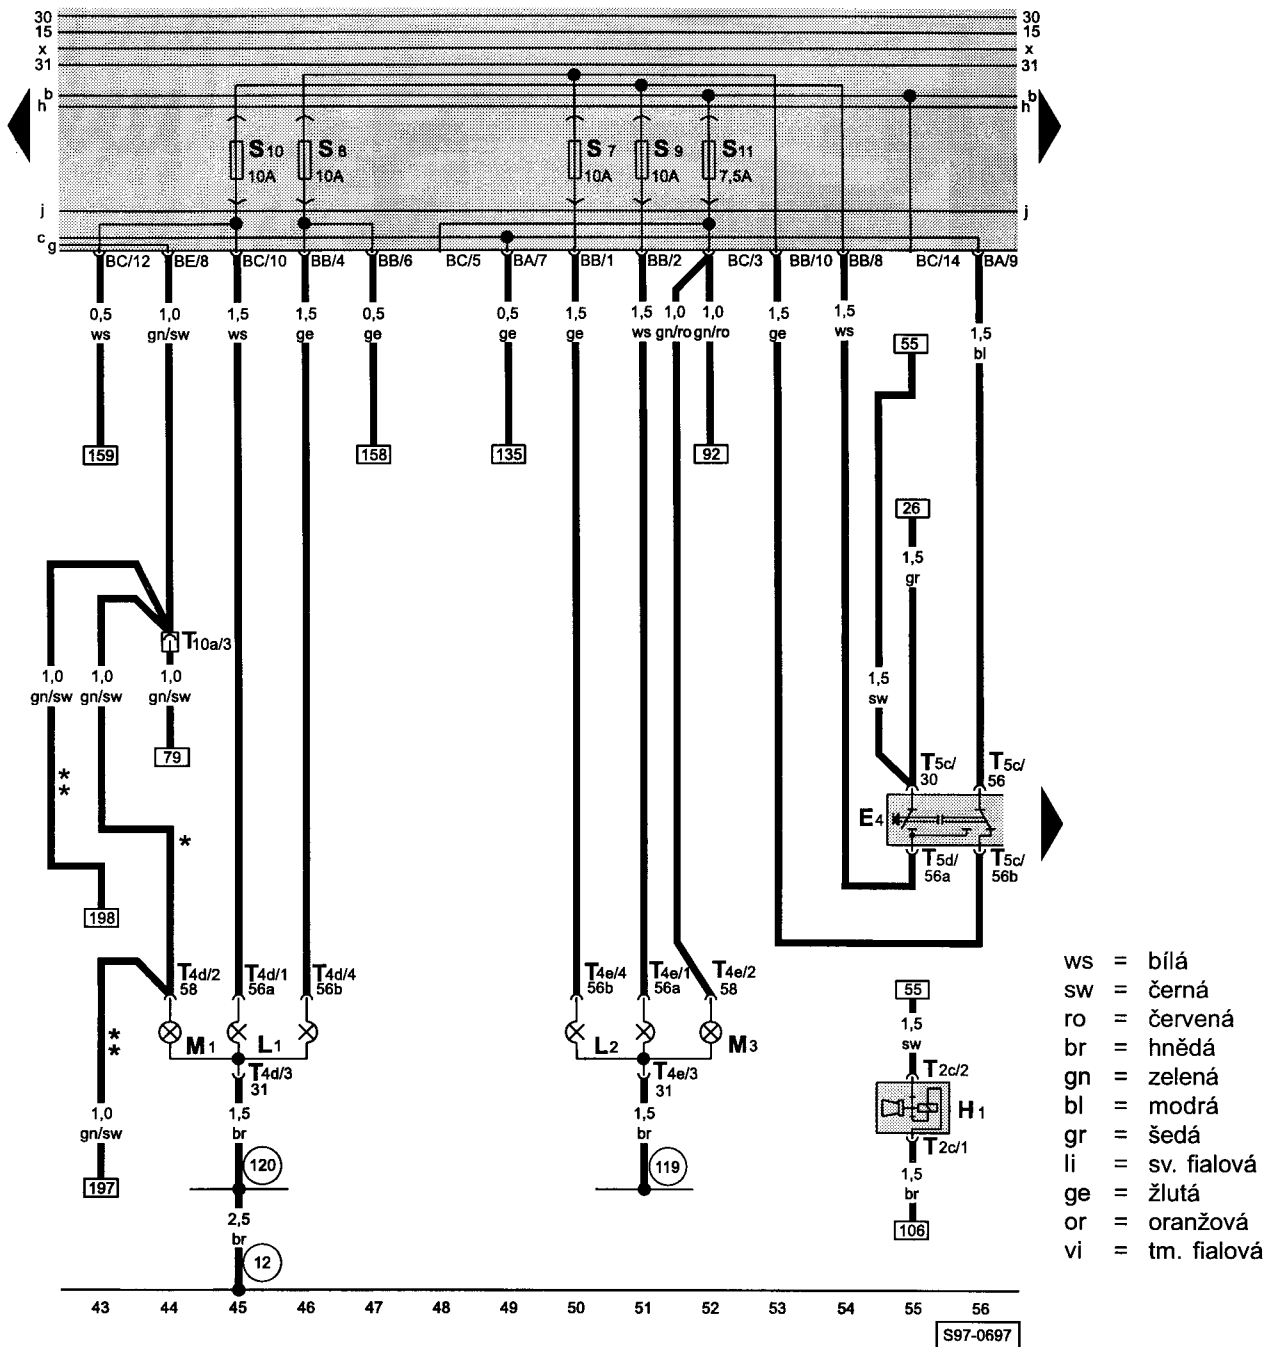 30 30
15 15
x x
31 31
b b
h h
S10 S8 S7 S9 S11
10A 10A 10A 10A 7,5A
j j
c
g
BC/12 BE/8 BC/10 BB/4 BB/6 BC/5 BA/7 BB/1 BB/2 BC/3 BB/10 BB/8 BC/14 BA/9
0,5 1,0 1,5 1,5 0,5 0,5 1,5 1,5 1,0 1,0 1,5 1,5
ws gn/sw ws ge ge ge ge ws gn/ro gn/ro ge ws
1,5
bl
55
159 158 135 92
26
1,5
gr
T10a/3
1,0 1,0 1,0
gn/sw gn/sw gn/sw
1,5
sw
79
* *
T5c/ T5c/
30 56
E4
*
T5d/ T5c/
56a 56b
198
T4d/2 T4d/1 T4d/4 T4e/4 T4e/1 T4e/2
58 56a 56b 56b 56a 58
55
1,5
sw
* *
M1 L1 L2 M3
T4d/3 T4e/3
31 31
T2c/2
H1
T2c/1
1,0 1,5 1,5
gn/sw br br
120 119
1,5
br
197
106
2,5
br
12
43 44 45 46 47 48 49 50 51 52 53 54 55 56
S97-0697
ws = bílá
sw = černá
ro = červená
br = hnědá
gn = zelená
bl = modrá
gr = šedá
li = sv. fialová
ge = žlutá
or = oranžová
vi = tm. fialová